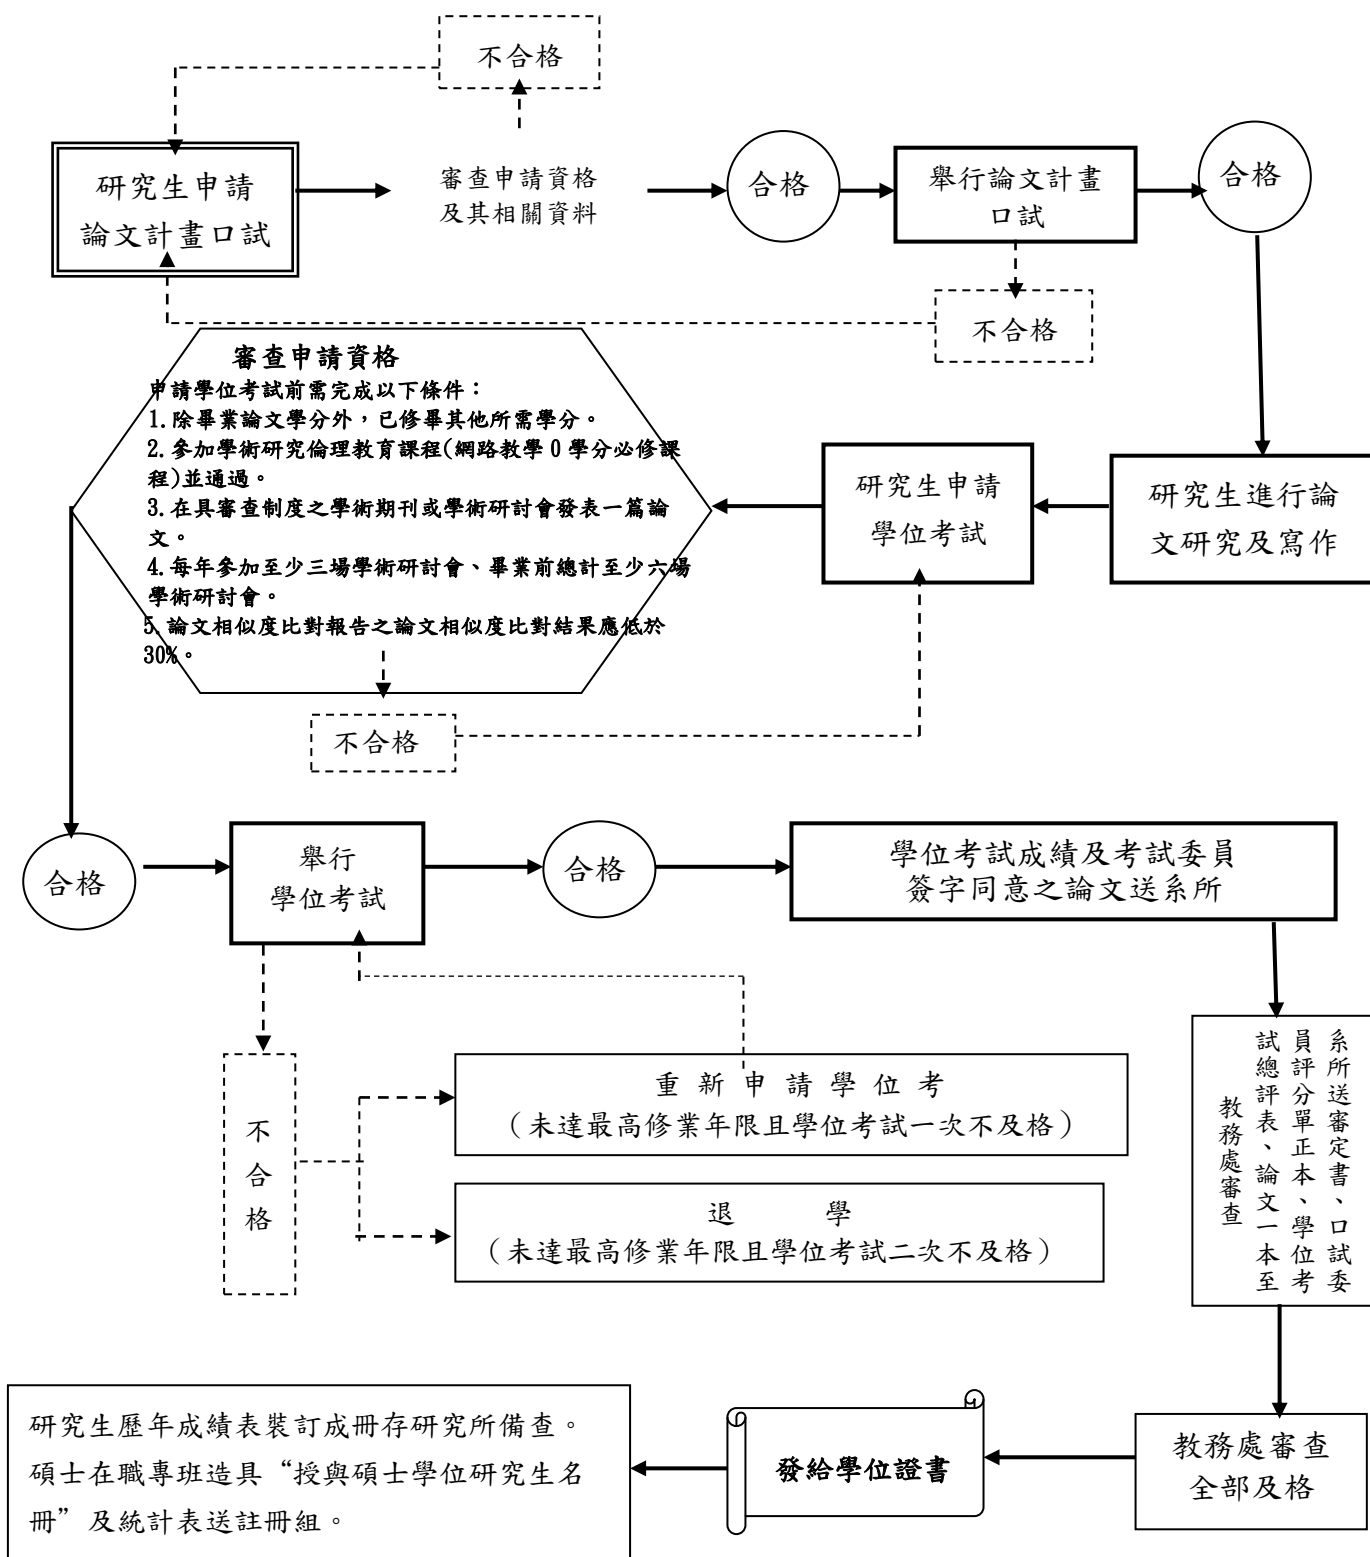 不合格
研究生申請
論文計畫口試
審查申請資格
及其相關資料
合格
舉行論文計畫
口試
合格
不合格
審查申請資格
申請學位考試前需完成以下條件：
1.除畢業論文學分外，已修畢其他所需學分。
2.參加學術研究倫理教育課程(網路教學 0 學分必修課
程)並通過。
3.在具審查制度之學術期刊或學術研討會發表一篇論
文。
4.每年參加至少三場學術研討會、畢業前總計至少六場
學術研討會。
5.論文相似度比對報告之論文相似度比對結果應低於
30%。
研究生申請
學位考試
研究生進行論
文研究及寫作
不合格
合格
舉行
學位考試
合格
學位考試成績及考試委員
簽字同意之論文送系所
不合格
重新申請學位考
（未達最高修業年限且學位考試一次不及格）
退 學
（未達最高修業年限且學位考試二次不及格）
系所送審定書、口試委
員評分單正本、學位考
試總評表、論文一本至
教務處審查
教務處審查
全部及格
發給學位證書
研究生歷年成績表裝訂成冊存研究所備查。
碩士在職專班造具“授與碩士學位研究生名
冊”及統計表送註冊組。